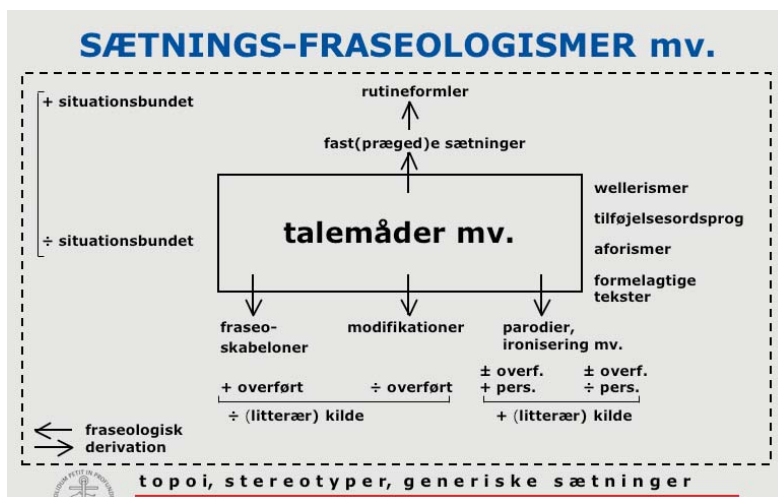 SÆTNINGS-FRASEOLOGISMER mv.
+ situationsbundet
rutineformler
fast(præged)e sætninger
wellerismer
tilføjelsesordsprog
talemåder mv.
÷ situationsbundet
aforismer
formelagtige
tekster
fraseo-
skabeloner
modifikationer
parodier,
ironisering mv.
± overf.
+ pers.
± overf.
÷ pers.
+ overført
÷ overført
÷ (litterær) kilde
+ (litterær) kilde
fraseologisk
derivation
topoi, stereotyper, generiske sætninger